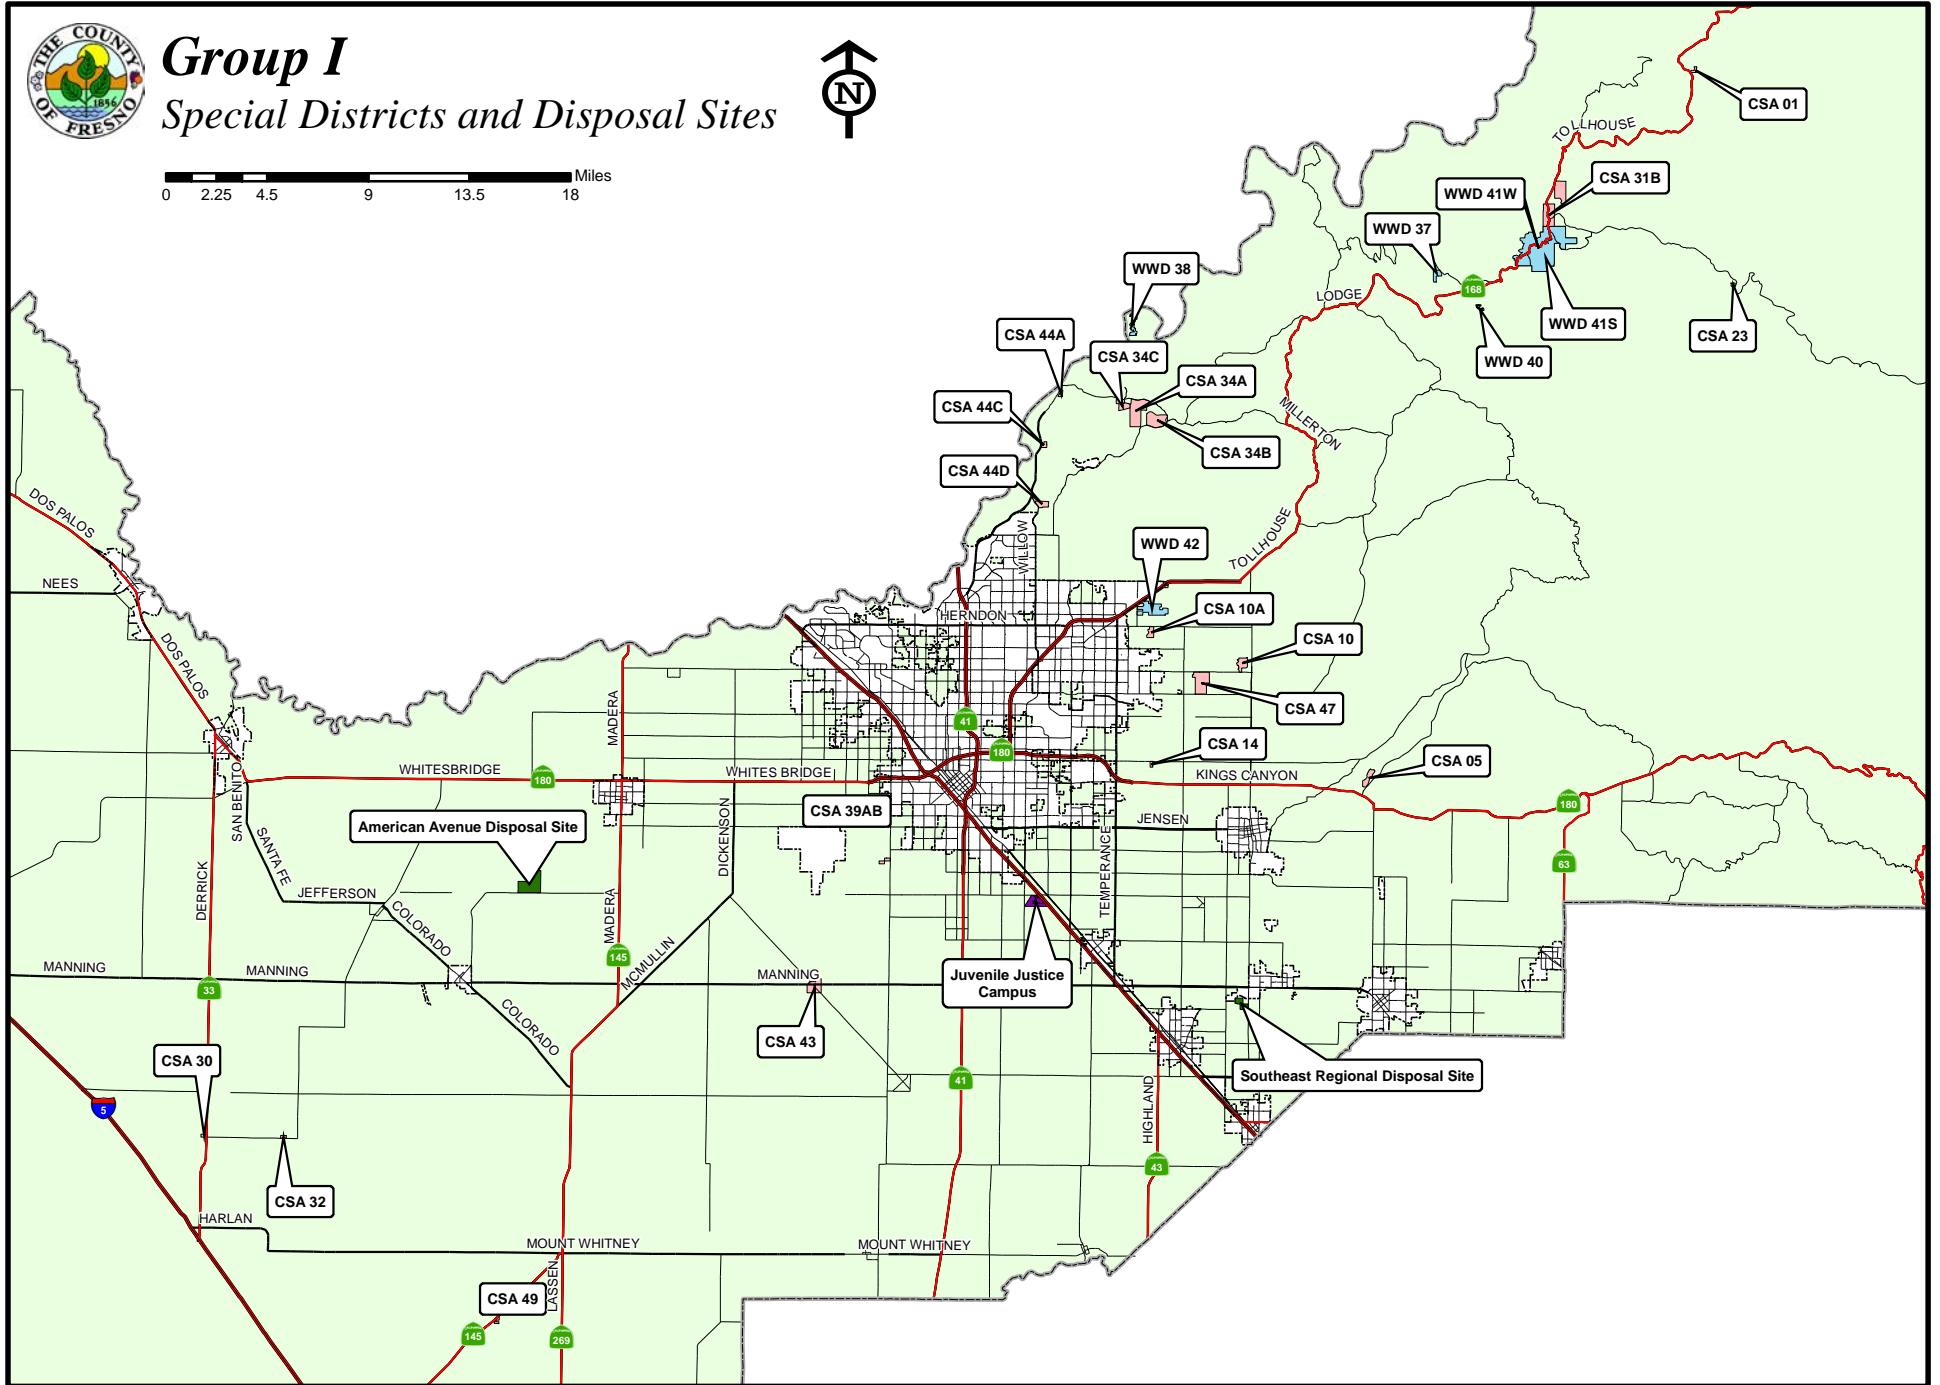 THE COUNTY
OF FRESNO
1856
Group I
Special Districts and Disposal Sites
N
Miles
0 2.25 4.5 9 13.5 18
CSA 01
TOLLHOUSE
CSA 31B
WWD 41W
WWD 37
WWD 38
168
LODGE
WWD 41S
CSA 23
WWD 40
CSA 44A
CSA 34C
CSA 34A
CSA 44C
MILLERTON
CSA 34B
CSA 44D
DOS PALOS
WILLOW
TOLLHOUSE
WWD 42
NEES
CSA 10A
HERNDON
CSA 10
DOS PALOS
CSA 47
MADERA
41
180
CSA 14
CSA 05
WHITESBRIDGE
180
WHITES BRIDGE
KINGS CANYON
180
SAN BENITO
CSA 39AB
American Avenue Disposal Site
JENSEN
DICKENSON
SANTA FE
TEMPERANCE
63
DERRICK
JEFFERSON
COLORADO
MADERA
145
MCMULLIN
MANNING
MANNING
MANNING
33
Juvenile Justice
Campus
COLORADO
CSA 43
CSA 30
Southeast Regional Disposal Site
41
5
HIGHLAND
43
CSA 32
HARLAN
MOUNT WHITNEY
MOUNT WHITNEY
LASSEN
CSA 49
145
269